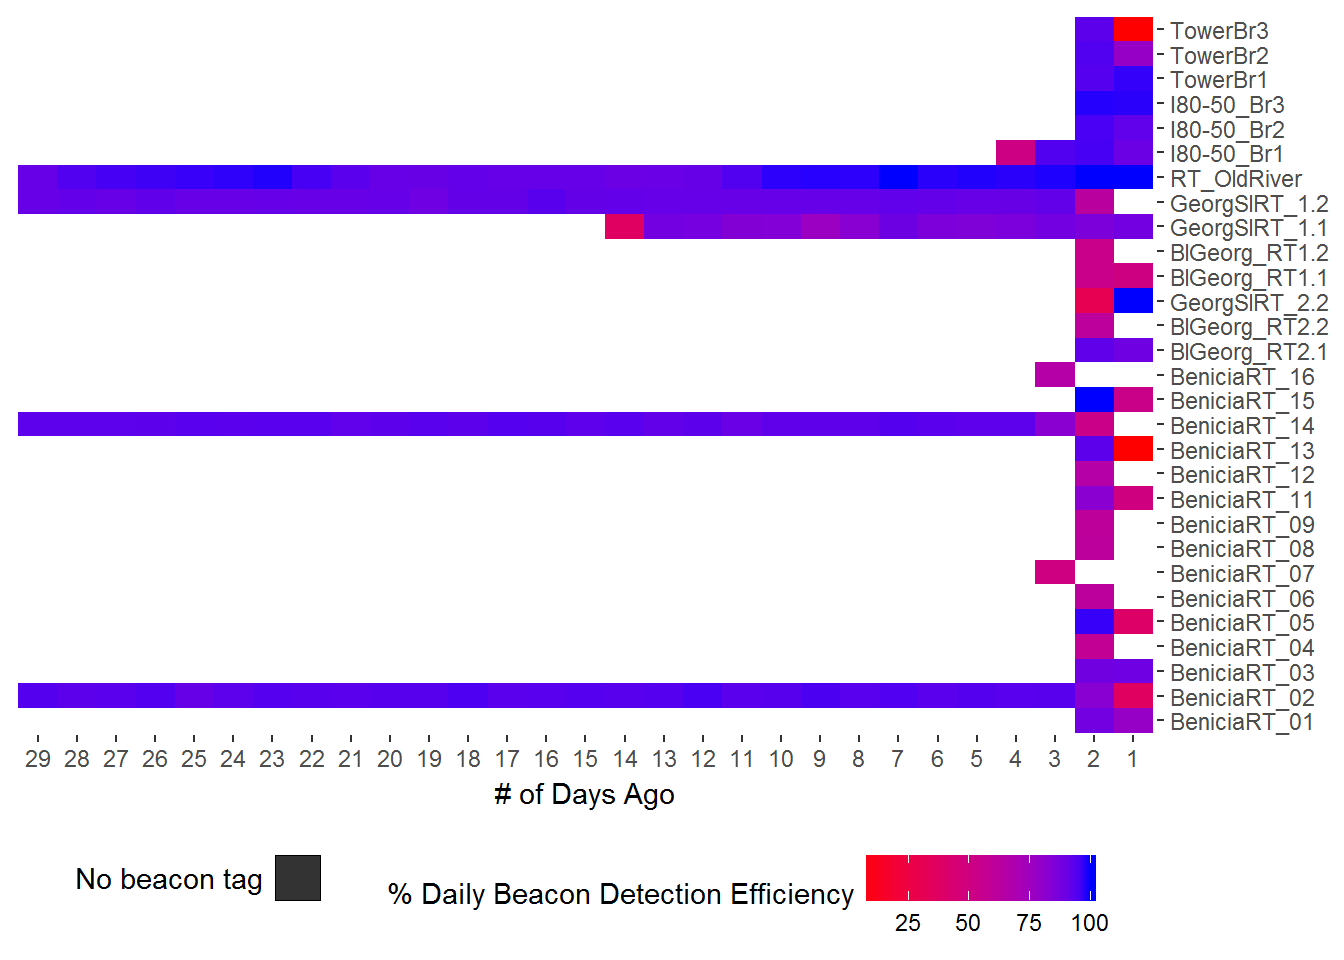 TowerBr3
TowerBr2
TowerBr1
I80-50_Br3
I80-50_Br2
I80-50_Br1
RT_OldRiver
GeorgSlRT_1.2
GeorgSlRT_1.1
BlGeorg_RT1.2
BlGeorg_RT1.1
GeorgSlRT_2.2
BlGeorg_RT2.2
BlGeorg_RT2.1
BeniciaRT_16
BeniciaRT_15
BeniciaRT_14
BeniciaRT_13
BeniciaRT_12
BeniciaRT_11
BeniciaRT_09
BeniciaRT_08
BeniciaRT_07
BeniciaRT_06
BeniciaRT_05
BeniciaRT_04
BeniciaRT_03
BeniciaRT_02
BeniciaRT_01
29 28 27 26 25 24 23 22 21 20 19 18 17 16 15 14 13 12 11 10 9 8 7 6 5 4 3 2 1
# of Days Ago
No beacon tag
% Daily Beacon Detection Efficiency
25 50 75 100